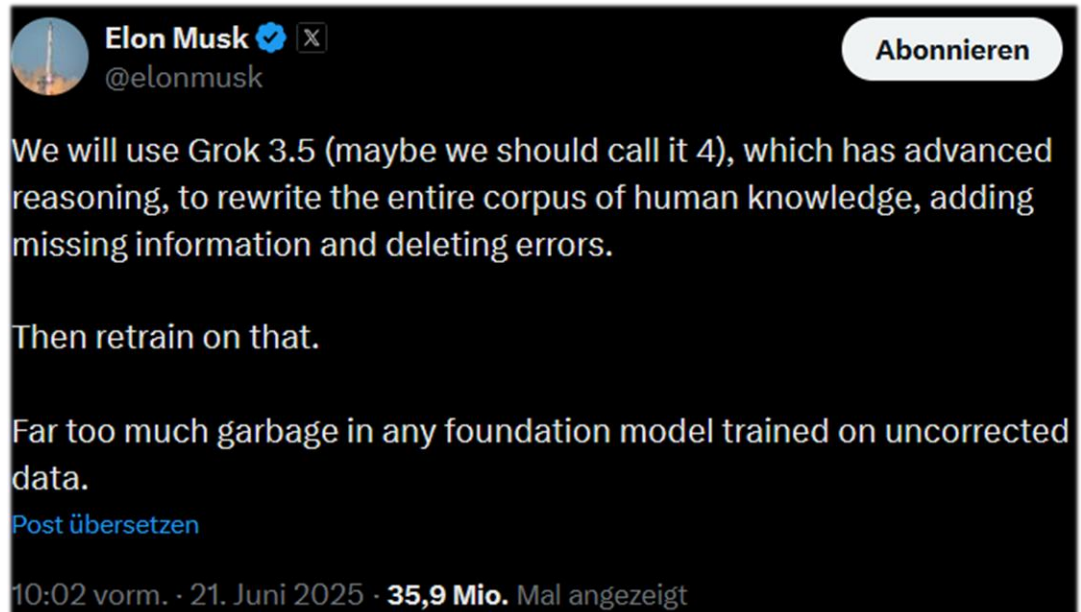 Elon Musk
Abonnieren
@elonmusk
We will use Grok 3.5 (maybe we should call it 4), which has advanced
reasoning, to rewrite the entire corpus of human knowledge, adding
missing information and deleting errors.
Then retrain on that.
Far too much garbage in any foundation model trained on uncorrected
data.
Post übersetzen
10:02 vorm. · 21. Juni 2025 · 35,9 Mio. Mal angezeigt